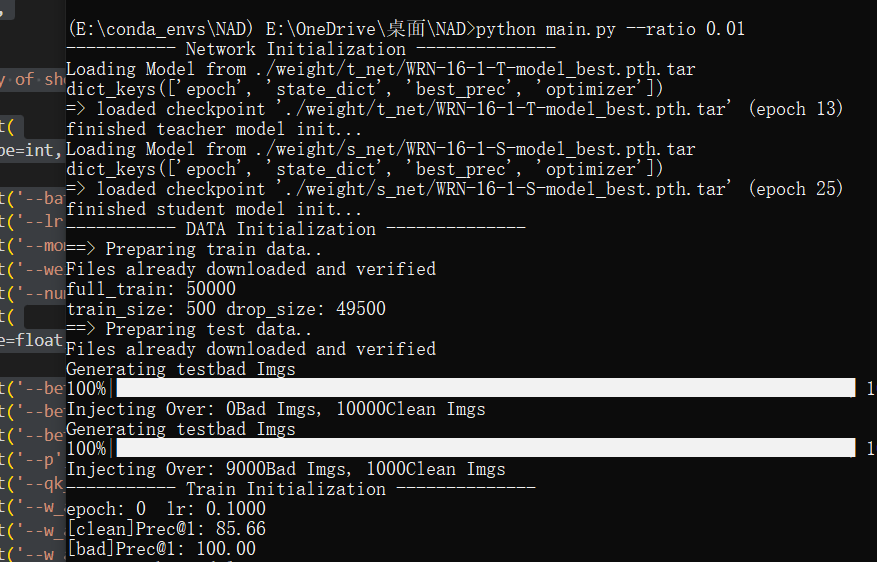 (E:\conda_envs\NAD) E:\OneDrive\桌面\NAD>python main.py --ratio 0.01
----------- Network Initialization --------------
Loading Model from ./weight/t_net/WRN-16-1-T-model_best.pth.tar
dict_keys(['epoch', 'state_dict', 'best_prec', 'optimizer'])
=> loaded checkpoint './weight/t_net/WRN-16-1-T-model_best.pth.tar' (epoch 13)
finished teacher model init...
Loading Model from ./weight/s_net/WRN-16-1-S-model_best.pth.tar
dict_keys(['epoch', 'state_dict', 'best_prec', 'optimizer'])
=> loaded checkpoint './weight/s_net/WRN-16-1-S-model_best.pth.tar' (epoch 25)
finished student model init...
----------- DATA Initialization --------------
==> Preparing train data..
Files already downloaded and verified
full_train: 50000
train_size: 500 drop_size: 49500
==> Preparing test data..
Files already downloaded and verified
Generating testbad Imgs
100%| 1
Injecting Over: 0Bad Imgs, 10000Clean Imgs
Generating testbad Imgs
100%| 1
Injecting Over: 9000Bad Imgs, 1000Clean Imgs
----------- Train Initialization --------------
epoch: 0  lr: 0.1000
[clean]Prec@1: 85.66
[bad]Prec@1: 100.00
y of sh
t(
pe=int,
t('--ba
t('--lr
t('--mo
t('--we
t('--nu
t(
e=float
t('--be
t('--be
t('--be
t('--p'
t('--qk_
t('--w_
t('--w_
t('--w